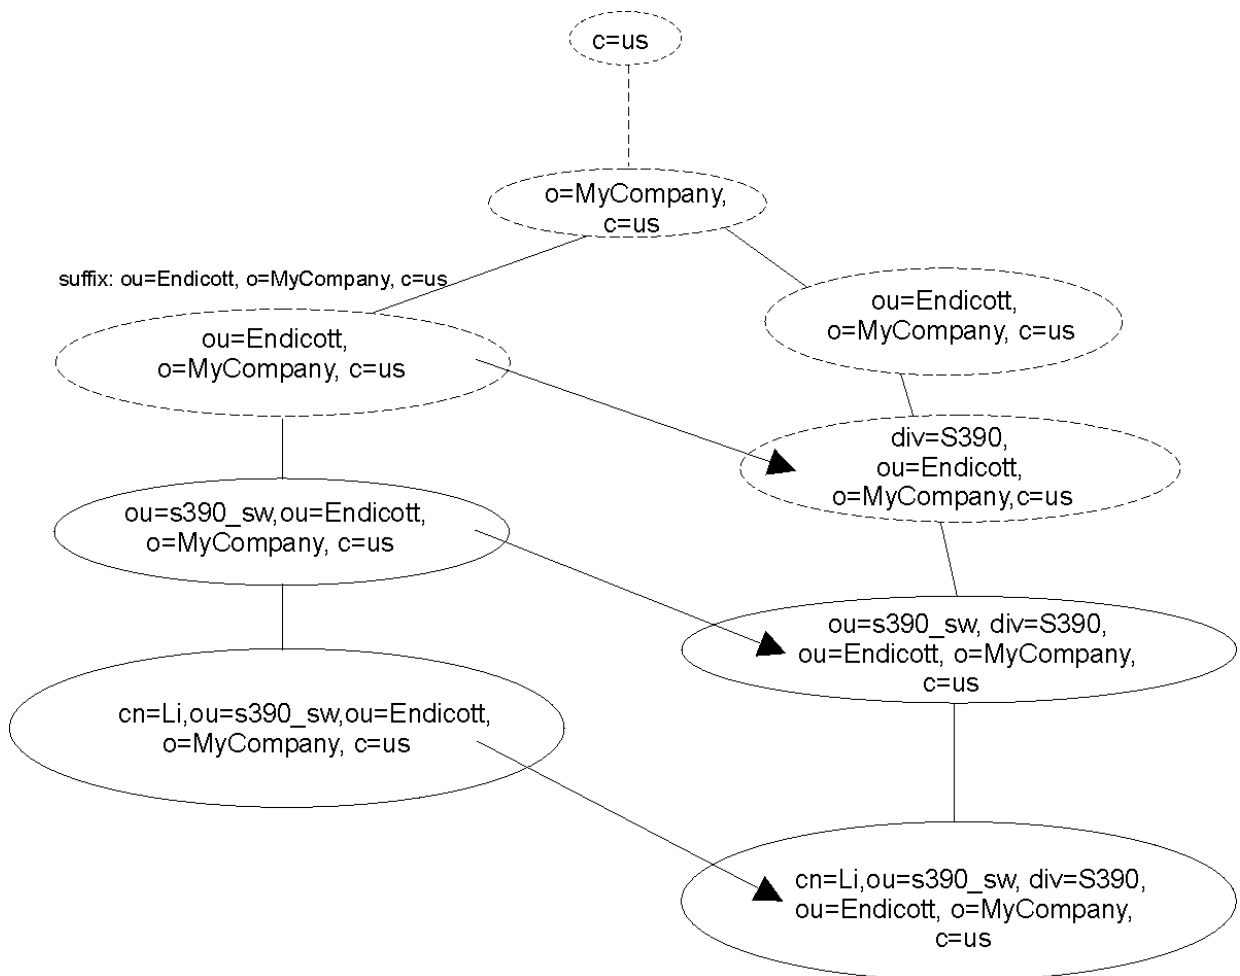 c=us
o=MyCompany,
c=us
suffix: ou=Endicott, o=MyCompany, c=us
ou=Endicott,
o=MyCompany, c=us
ou=Endicott,
o=MyCompany, c=us
div=S390,
ou=Endicott,
o=MyCompany,c=us
ou=s390_sw,ou=Endicott,
o=MyCompany, c=us
ou=s390_sw, div=S390,
ou=Endicott, o=MyCompany,
c=us
cn=Li,ou=s390_sw,ou=Endicott,
o=MyCompany, c=us
cn=Li,ou=s390_sw, div=S390,
ou=Endicott, o=MyCompany,
c=us